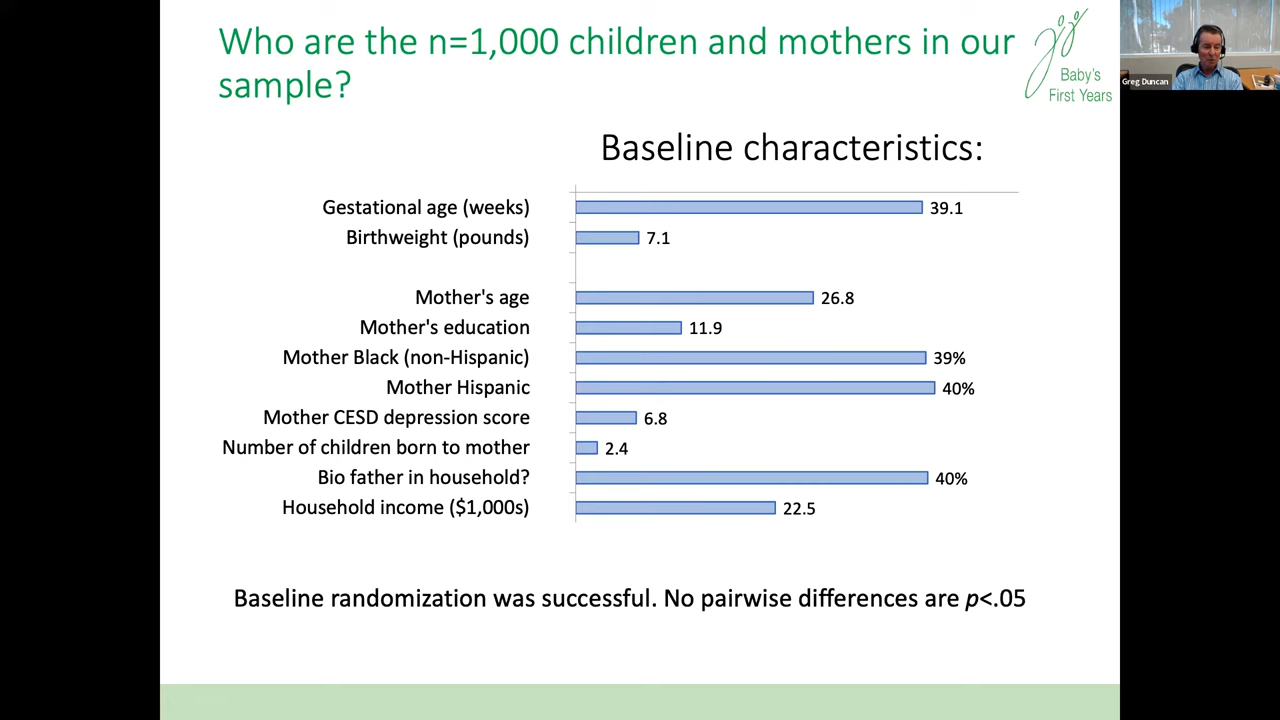 Who are the n=1,000 children and mothers in our
sample?
Baby's
First Years
Greg Duncan
Baseline characteristics:
Gestational age (weeks) 39.1
Birthweight (pounds) 7.1
Mother's age 26.8
Mother's education 11.9
Mother Black (non-Hispanic) 39%
Mother Hispanic 40%
Mother CESD depression score 6.8
Number of children born to mother 2.4
Bio father in household? 40%
Household income ($1,000s) 22.5
Baseline randomization was successful. No pairwise differences are p<.05